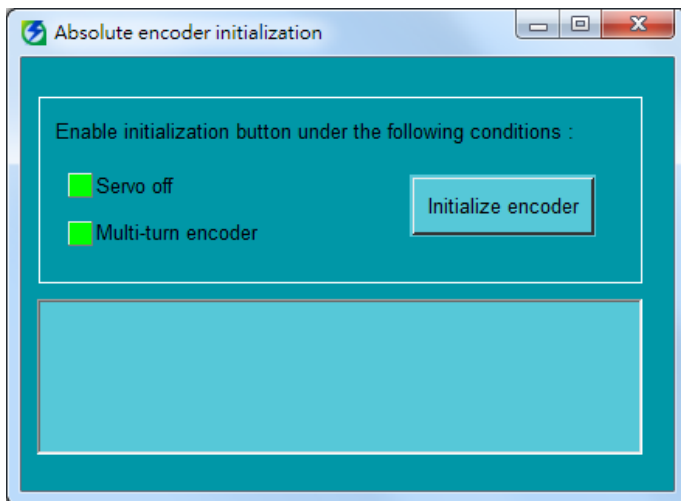 Absolute encoder initialization
Enable initialization button under the following conditions :
Servo off
Initialize encoder
Multi-turn encoder